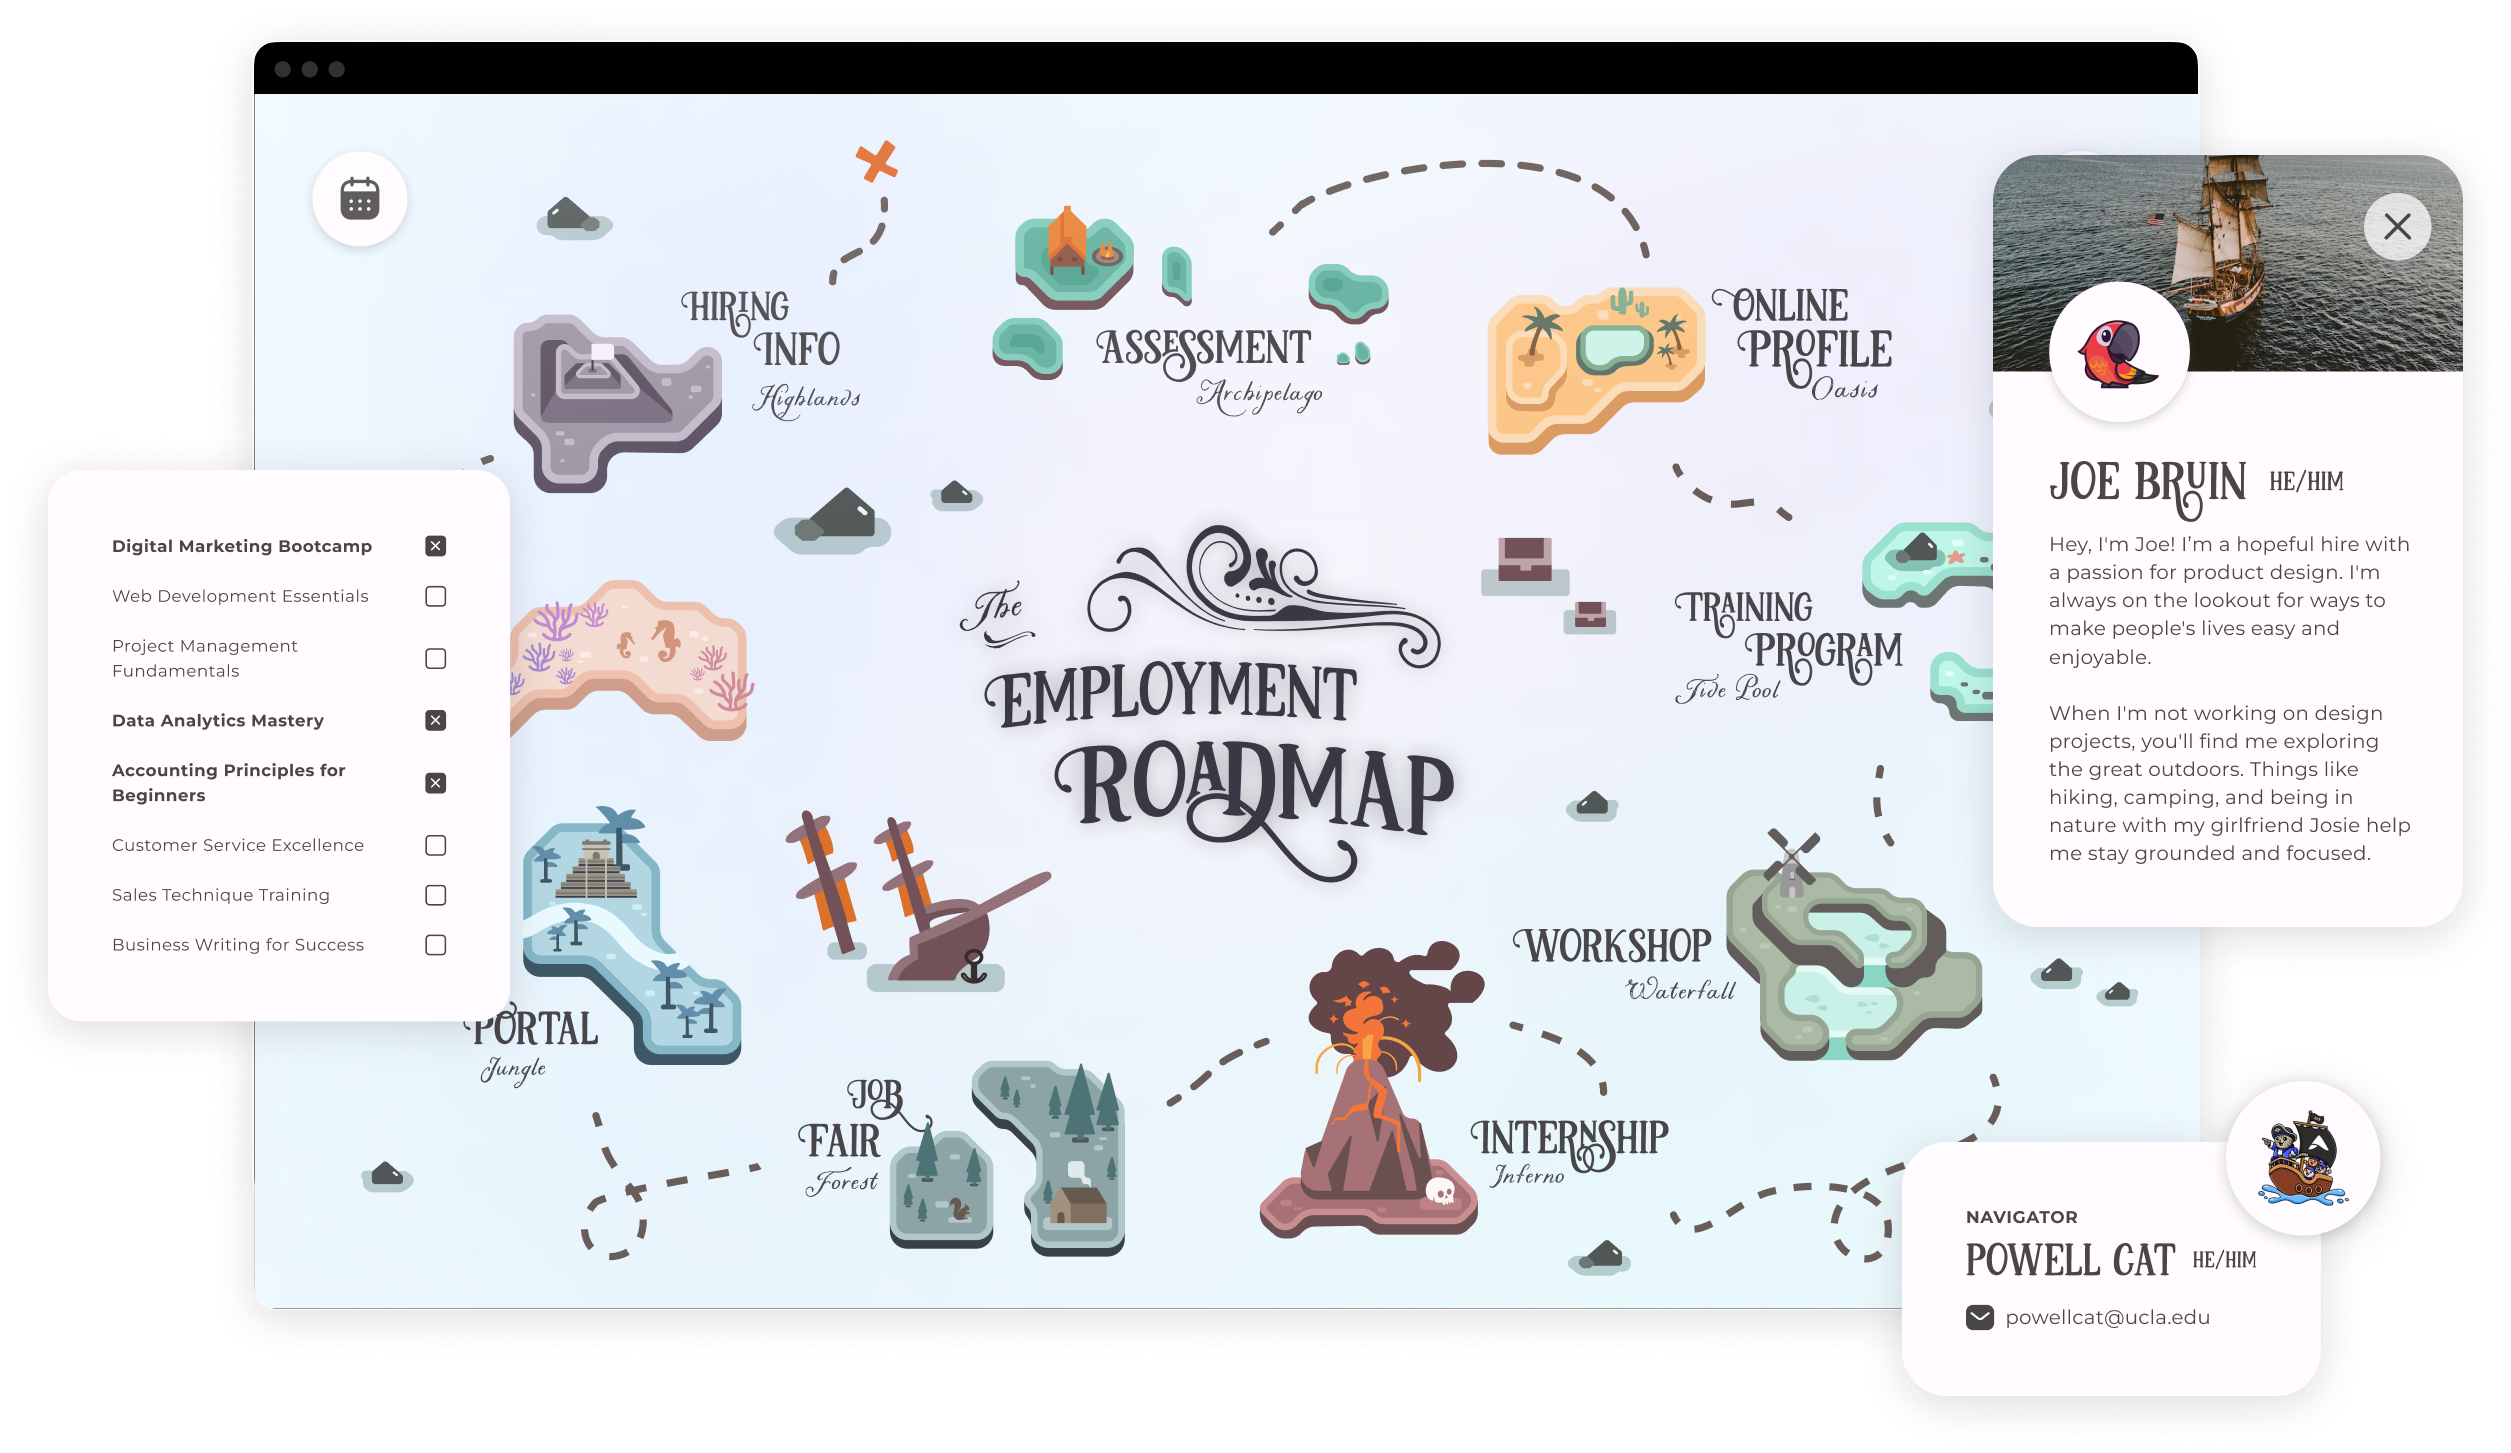 HIRING
INFO
Highlands
ASSESSMENT
Archipelago
ONLINE
PROFILE
Oasis
JOE BRUIN HE/HIM
Hey, I'm Joe! I’m a hopeful hire with
a passion for product design. I'm
always on the lookout for ways to
make people's lives easy and
enjoyable.
When I'm not working on design
projects, you'll find me exploring
the great outdoors. Things like
hiking, camping, and being in
nature with my girlfriend Josie help
me stay grounded and focused.
Digital Marketing Bootcamp
Web Development Essentials
Project Management
Fundamentals
Data Analytics Mastery
Accounting Principles for
Beginners
Customer Service Excellence
Sales Technique Training
Business Writing for Success
The
EMPLOYMENT
ROADMAP
TRAINING
PROGRAM
Tide Pool
WORKSHOP
Waterfall
PORTAL
Jungle
JOB
FAIR
Forest
INTERNSHIP
Inferno
NAVIGATOR
POWELL CAT HE/HIM
powellcat@ucla.edu